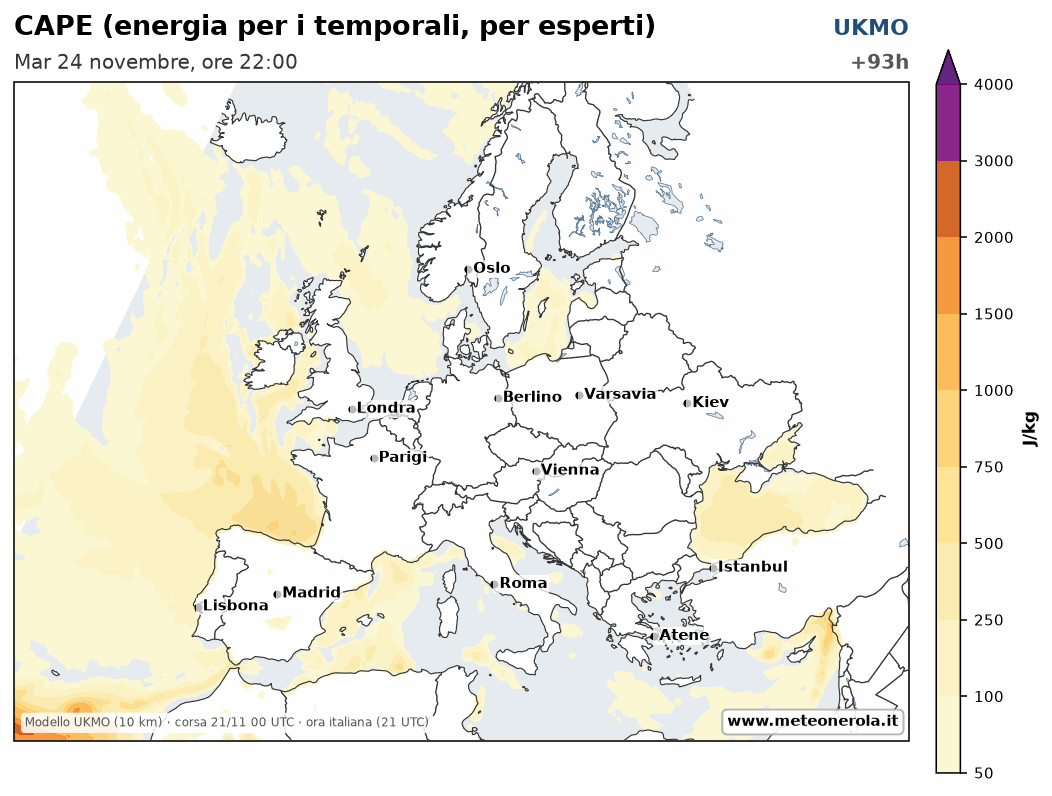 CAPE (energia per i temporali, per esperti)
UKMO
Mar 24 novembre, ore 22:00
+93h
4000
3000
2000
1500
1000
750
500
250
100
50
J/kg
Oslo
Berlino
Varsavia
Kiev
Londra
Parigi
Vienna
Istanbul
Roma
Madrid
Lisbona
Atene
Modello UKMO (10 km) · corsa 21/11 00 UTC · ora italiana (21 UTC)
www.meteonerola.it